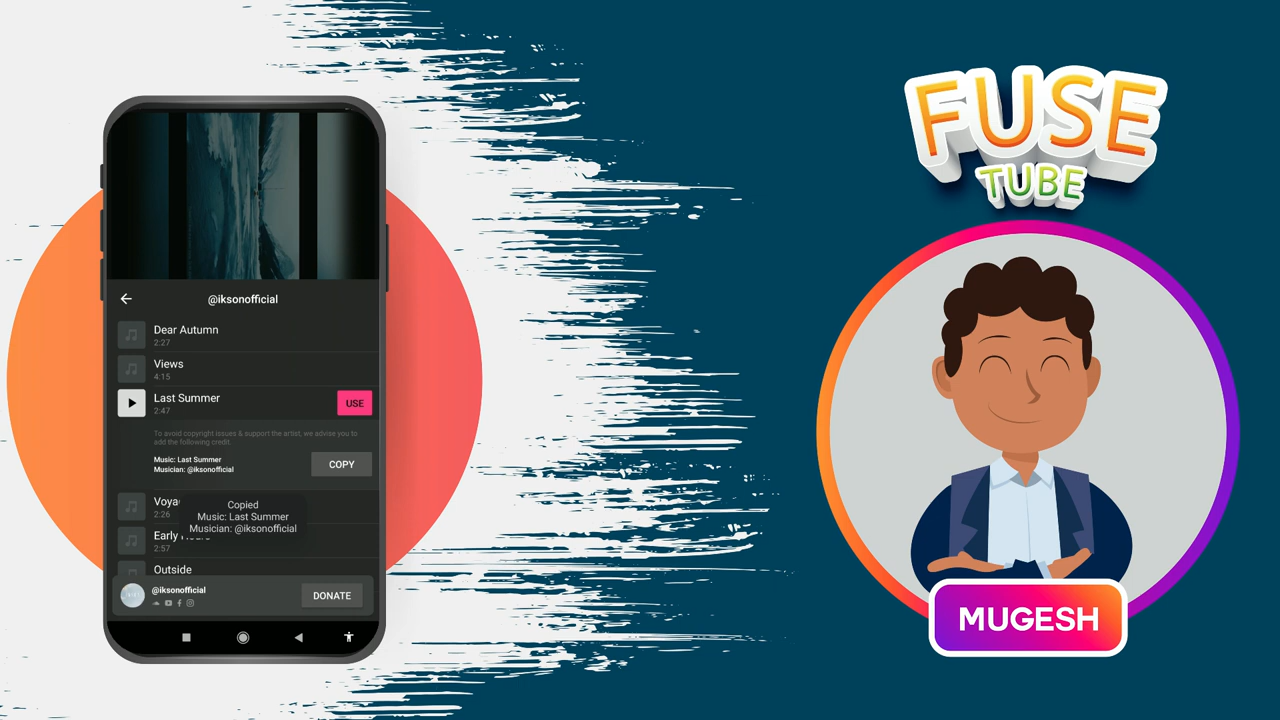 @iksonofficial
Dear Autumn
2:27
Views
4:15
Last Summer
2:47
USE
To avoid copyright issues & support the artist, we advise you to
add the following credit.
Music: Last Summer
Musician: @iksonofficial
COPY
Voya
2:26
Copied
Music: Last Summer
Musician: @iksonofficial
Early
2:57
Outside
@iksonofficial
DONATE
FUSE
TUBE
MUGESH